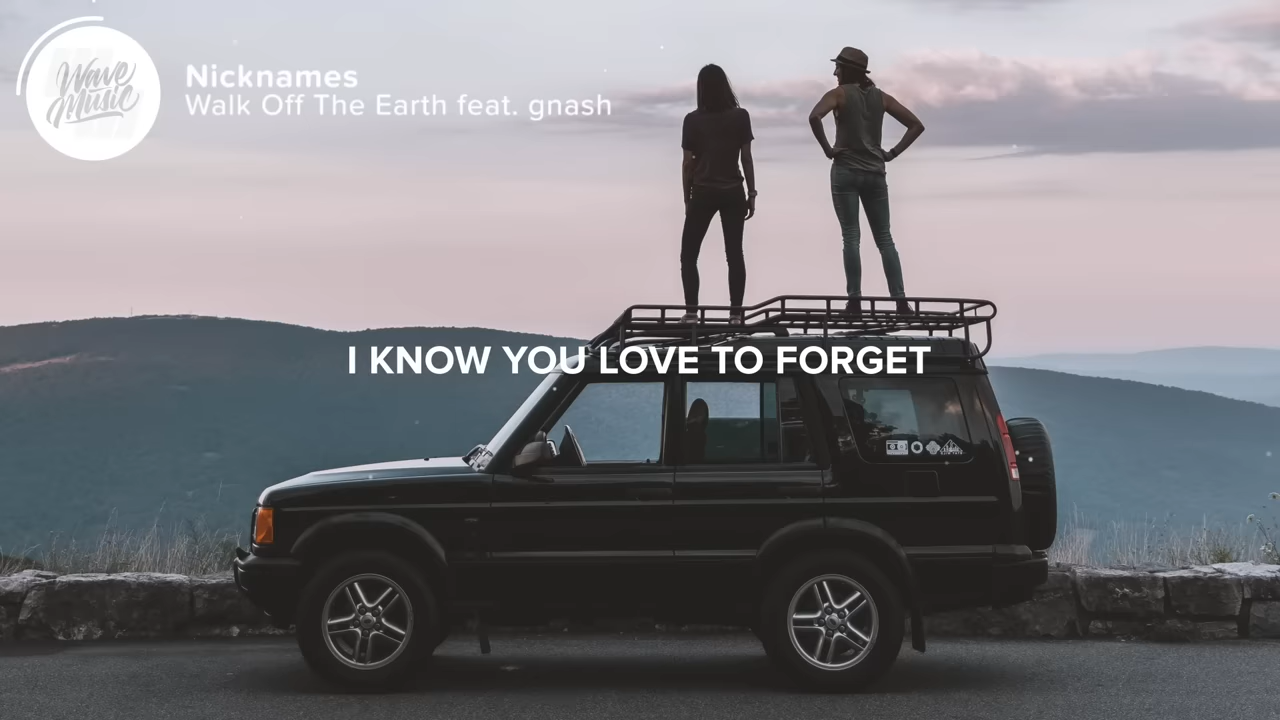 Wave
Music
Nicknames
Walk Off The Earth feat. gnash
I KNOW YOU LOVE TO FORGET